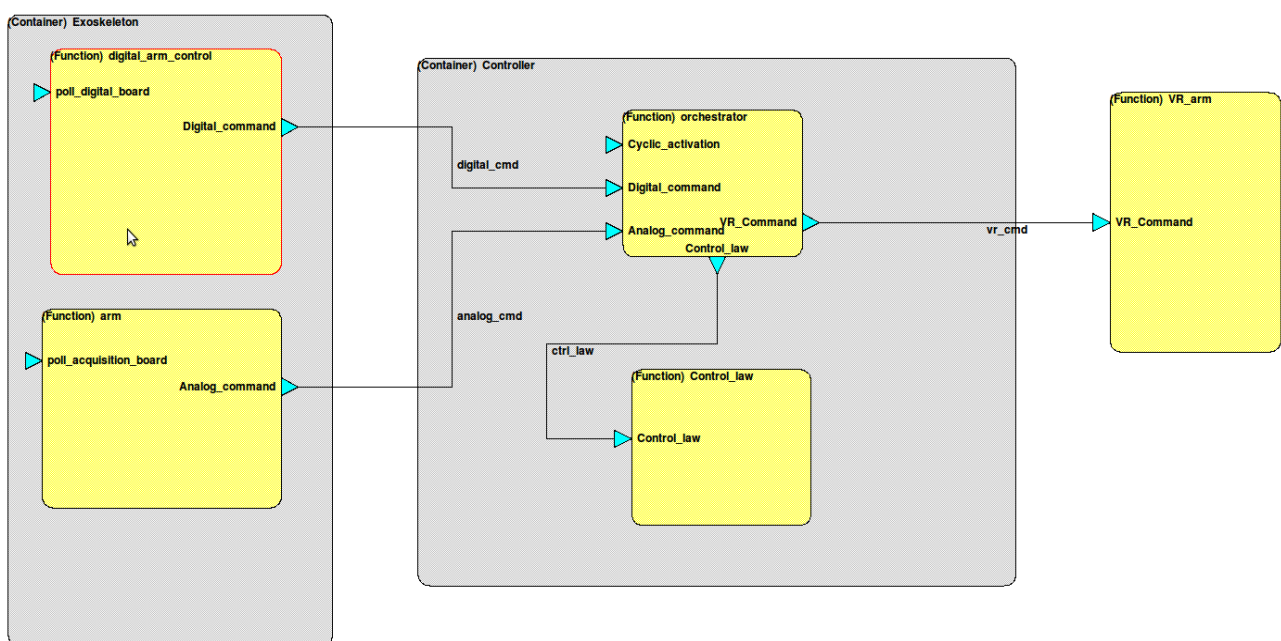 (Container) Exoskeleton
(Function) digital_arm_control
poll_digital_board
Digital_command
(Function) arm
poll_acquisition_board
Analog_command
digital_cmd
analog_cmd
(Container) Controller
(Function) orchestrator
Cyclic_activation
Digital_command
Analog_command
VR_Command
Control_law
ctrl_law
(Function) Control_law
Control_law
vr_cmd
(Function) VR_arm
VR_Command